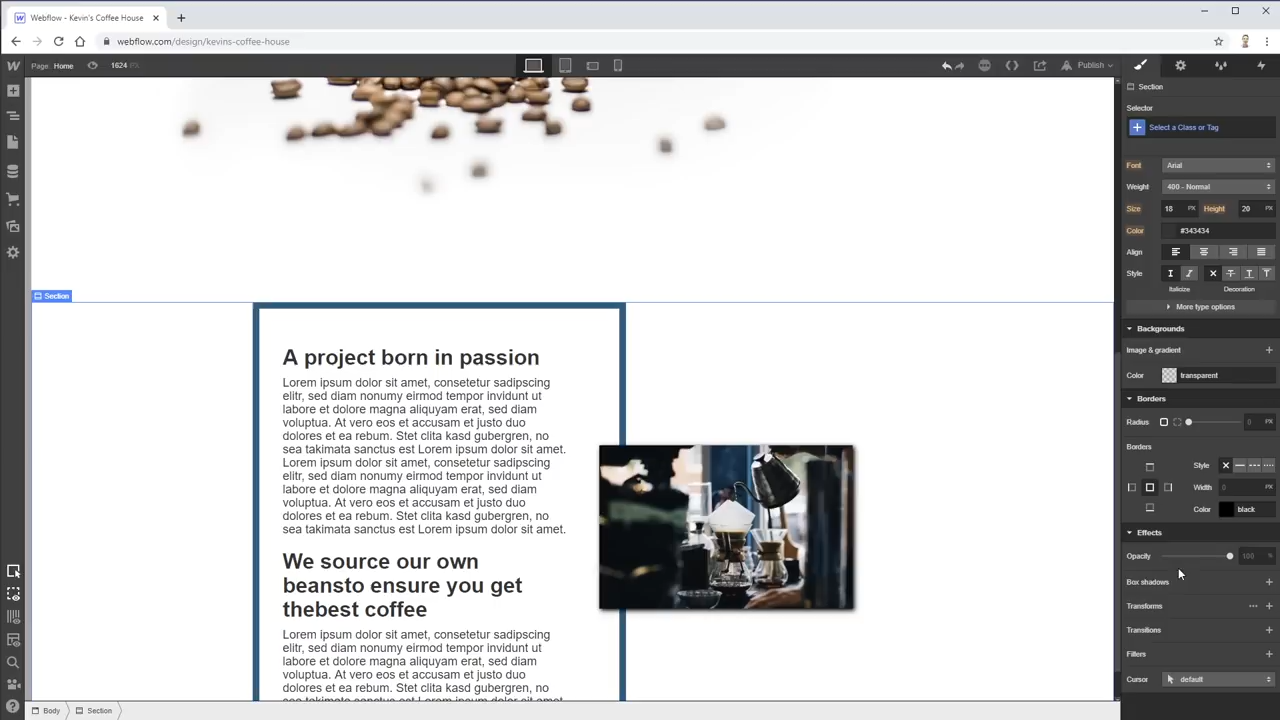 Webflow - Kevin's Coffee House
webflow.com/design/kevins-coffee-house
Page: Home
1624 PX
Publish
Section
Selector
Select a Class or Tag
Font
Arial
Weight
400 - Normal
Size
18 PX
Height
20 PX
Color
#343434
Align
Style
Italicize
Decoration
More type options
Backgrounds
Image & gradient
Color
transparent
Borders
Radius
0 PX
Borders
Style
Width
0 PX
Color
black
Effects
Opacity
100 %
Box shadows
Transforms
Transitions
Filters
Cursor
default
Section
A project born in passion
Lorem ipsum dolor sit amet, consetetur sadipscing
elitr, sed diam nonumy eirmod tempor invidunt ut
labore et dolore magna aliquyam erat, sed diam
voluptua. At vero eos et accusam et justo duo
dolores et ea rebum. Stet clita kasd gubergren, no
sea takimata sanctus est Lorem ipsum dolor sit amet.
Lorem ipsum dolor sit amet, consetetur sadipscing
elitr, sed diam nonumy eirmod tempor invidunt ut
labore et dolore magna aliquyam erat, sed diam
voluptua. At vero eos et accusam et justo duo
dolores et ea rebum. Stet clita kasd gubergren, no
sea takimata sanctus est Lorem ipsum dolor sit amet.
We source our own
beansto ensure you get
thebest coffee
Lorem ipsum dolor sit amet, consetetur sadipscing
elitr, sed diam nonumy eirmod tempor invidunt ut
labore et dolore magna aliquyam erat, sed diam
voluptua. At vero eos et accusam et justo duo
dolores et ea rebum. Stet clita kasd gubergren, no
Body
Section